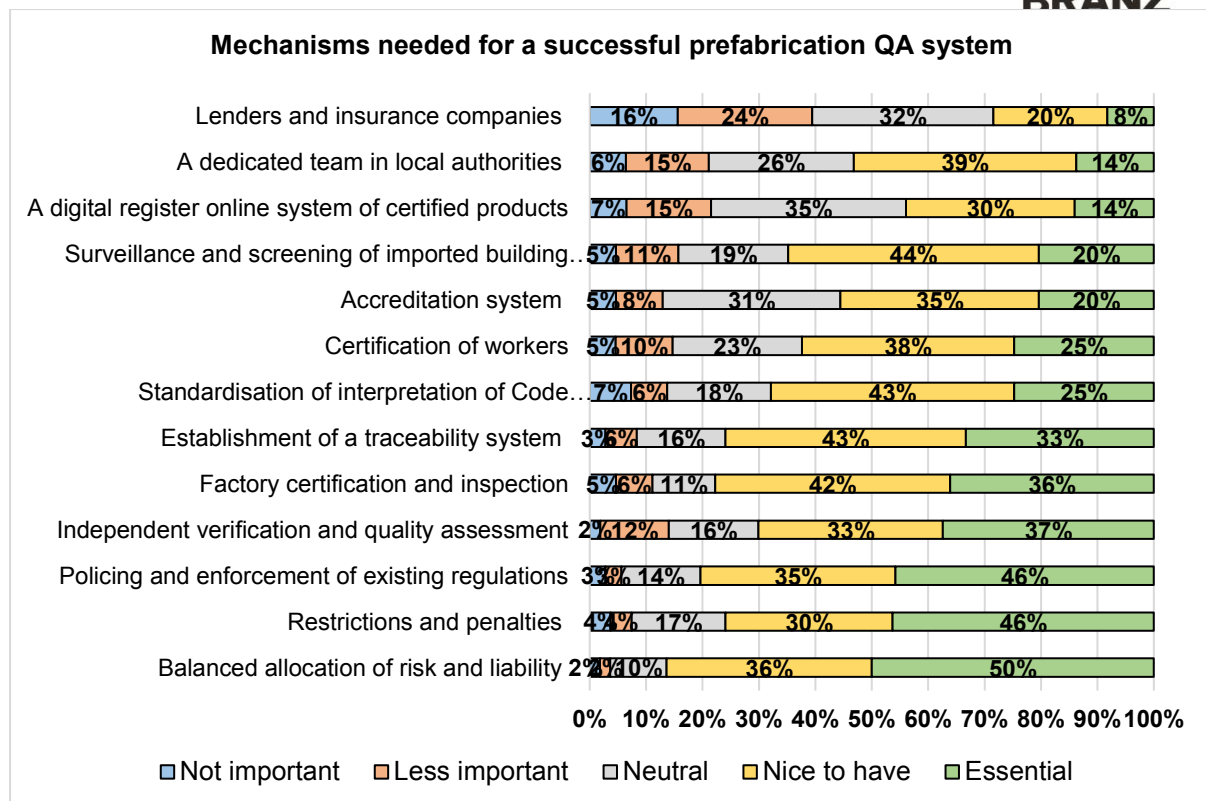 BRANZ
Mechanisms needed for a successful prefabrication QA system
Lenders and insurance companies 16% 24% 32% 20% 8%
A dedicated team in local authorities 6% 15% 26% 39% 14%
A digital register online system of certified products 7% 15% 35% 30% 14%
Surveillance and screening of imported building… 5% 11% 19% 44% 20%
Accreditation system 5% 8% 31% 35% 20%
Certification of workers 5% 10% 23% 38% 25%
Standardisation of interpretation of Code… 7% 6% 18% 43% 25%
Establishment of a traceability system 3% 6% 16% 43% 33%
Factory certification and inspection 5% 6% 11% 42% 36%
Independent verification and quality assessment 2% 12% 16% 33% 37%
Policing and enforcement of existing regulations 3% 3% 14% 35% 46%
Restrictions and penalties 4% 4% 17% 30% 46%
Balanced allocation of risk and liability 2% 2% 10% 36% 50%
0% 10% 20% 30% 40% 50% 60% 70% 80% 90% 100%
Not important Less important Neutral Nice to have Essential